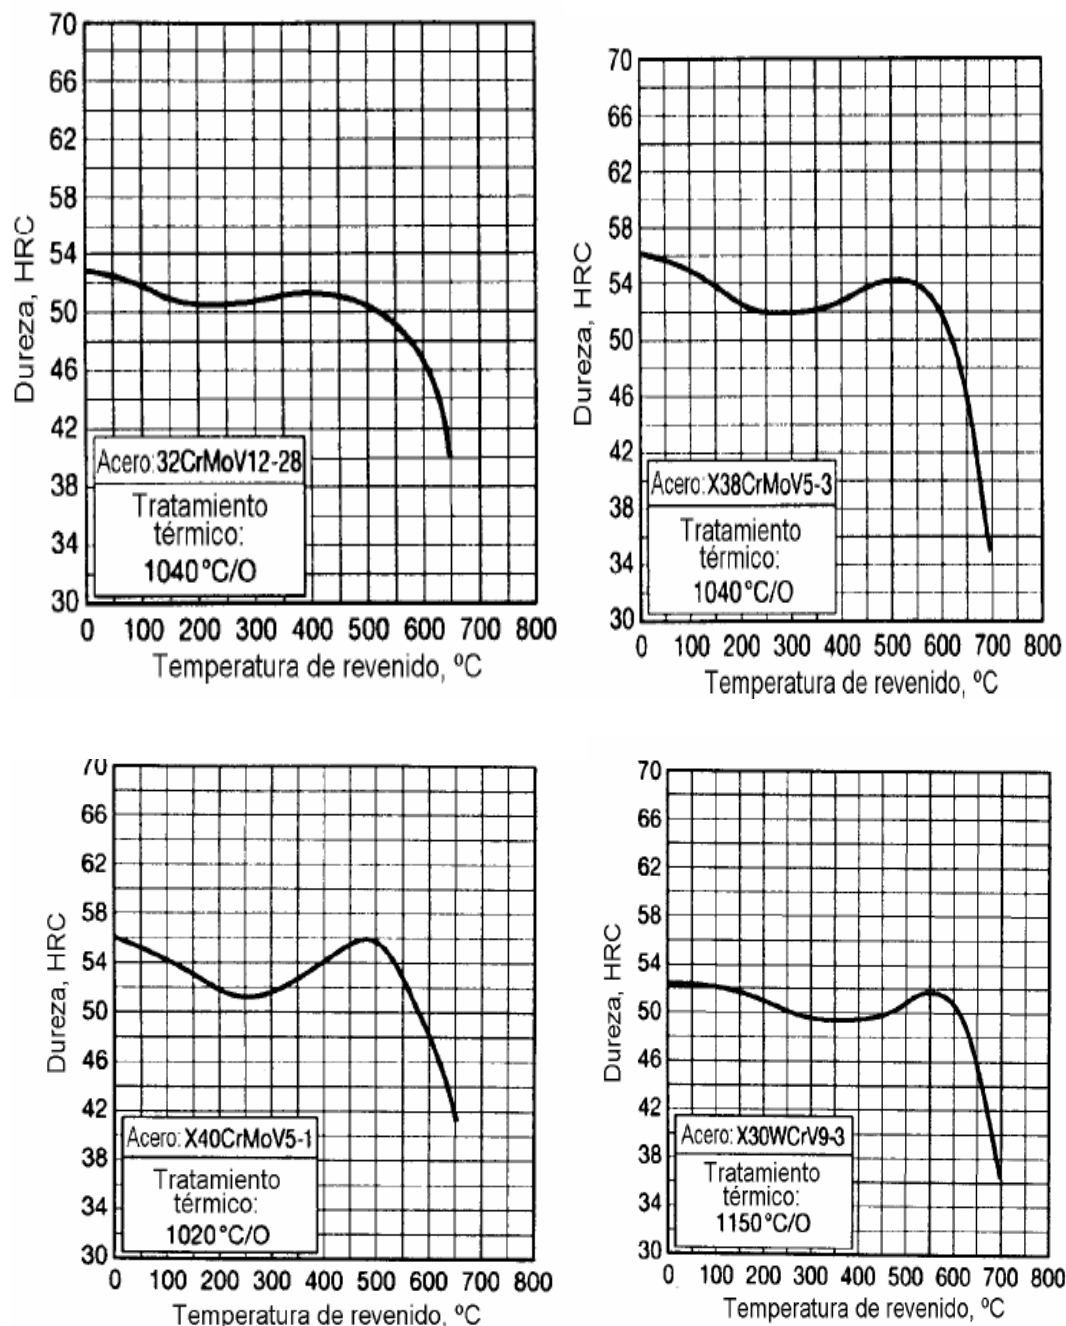 70
66
62
58
54
50
46
42
38
34
30
Dureza, HRC
Acero: 32CrMoV12-28
Tratamiento
térmico:
1040°C/O
0 100 200 300 400 500 600 700 800
Temperatura de revenido, ºC
70
66
62
58
54
50
46
42
38
34
30
Dureza, HRC
Acero: X38CrMoV5-3
Tratamiento
térmico:
1040°C/O
0 100 200 300 400 500 600 700 800
Temperatura de revenido, ºC
70
66
62
58
54
50
46
42
38
34
30
Dureza, HRC
Acero: X40CrMoV5-1
Tratamiento
térmico:
1020°C/O
0 100 200 300 400 500 600 700 800
Temperatura de revenido, ºC
70
66
62
58
54
50
46
42
38
34
30
Dureza, HRC
Acero: X30WCrV9-3
Tratamiento
térmico:
1150°C/O
0 100 200 300 400 500 600 700 800
Temperatura de revenido, ºC